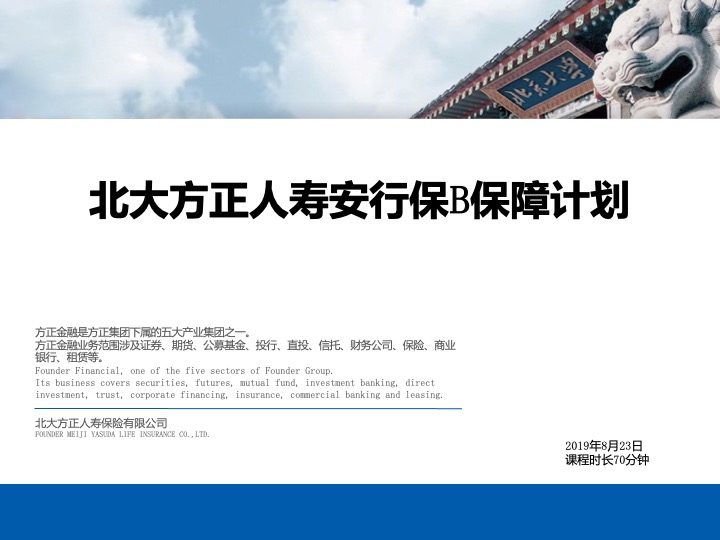 北京大学
北大方正人寿安行保B保障计划
方正金融是方正集团下属的五大产业集团之一。
方正金融业务范围涉及证券、期货、公募基金、投行、直投、信托、财务公司、保险、商业
银行、租赁等。
Founder Financial, one of the five sectors of Founder Group.
Its business covers securities, futures, mutual fund, investment banking, direct
investment, trust, corporate financing, insurance, commercial banking and leasing.
北大方正人寿保险有限公司
FOUNDER MEIJI YASUDA LIFE INSURANCE CO.,LTD.
2019年8月23日
课程时长70分钟